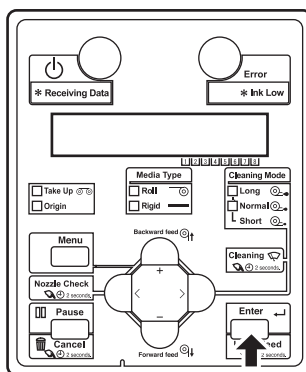 Error
* Receiving Data
* Ink Low
1 2 3 4 5 6 7 8
Media Type
Cleaning Mode
Take Up
Roll
Long
Origin
Rigid
Normal
Short
Menu
Backward feed
Cleaning
2 seconds.
+
< >
−
Nozzle Check
2 seconds.
Pause
Enter
Cancel
2 seconds.
Forward feed
2 seconds.